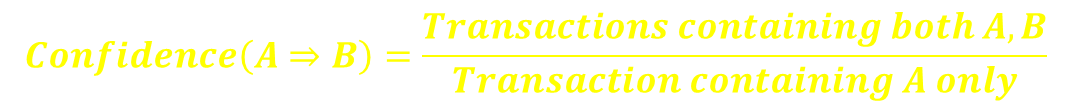 Confidence(A ⇒ B) = Transactions containing both A, B
Transaction containing A only